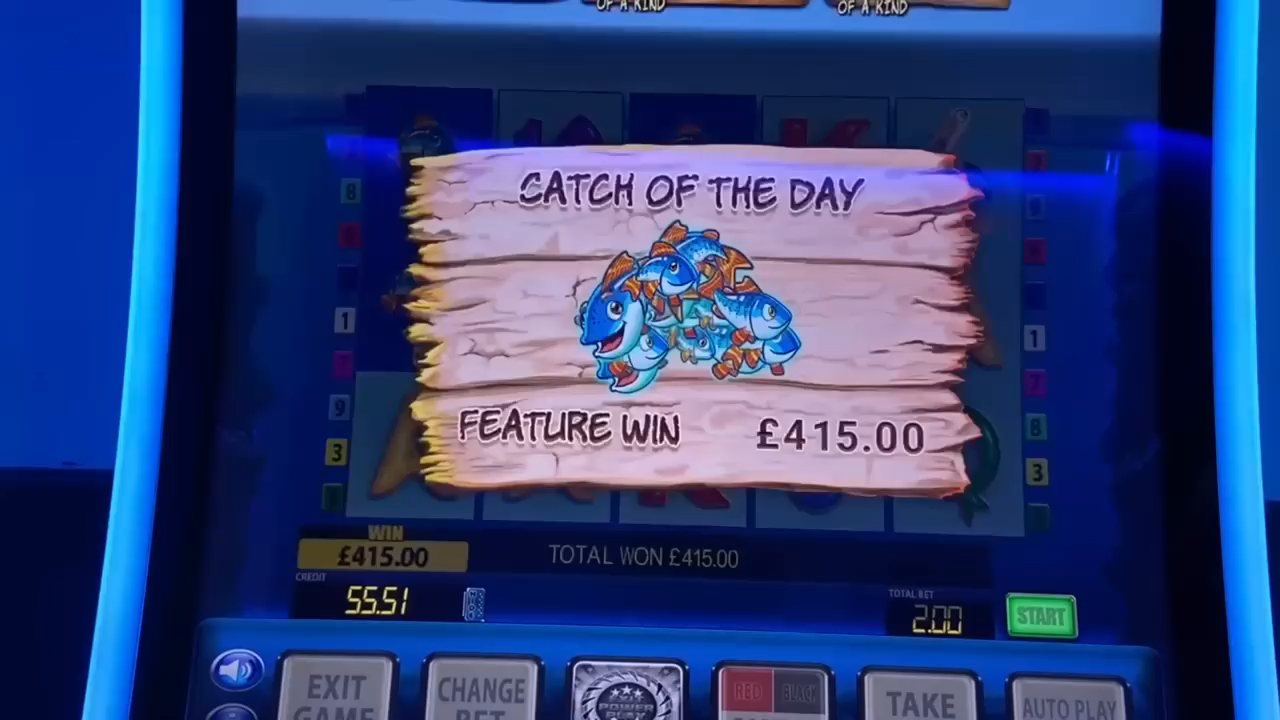 OF A KIND
OF A KIND
CATCH OF THE DAY
FEATURE WIN £415.00
8
1
9
3
9
1
7
8
3
WIN
£415.00
TOTAL WON £415.00
CREDIT
55.51
TOTAL BET
2.00
START
EXIT
GAME
CHANGE
BET
POWER
PLAY
RED
BLACK
TAKE
AUTO PLAY